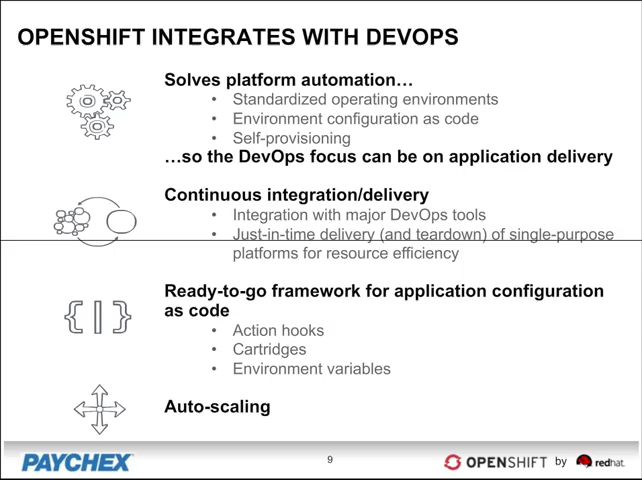 OPENSHIFT INTEGRATES WITH DEVOPS
Solves platform automation…
• Standardized operating environments
• Environment configuration as code
• Self-provisioning
…so the DevOps focus can be on application delivery
Continuous integration/delivery
• Integration with major DevOps tools
• Just-in-time delivery (and teardown) of single-purpose
platforms for resource efficiency
Ready-to-go framework for application configuration
as code
• Action hooks
• Cartridges
• Environment variables
Auto-scaling
PAYCHEX
9
OPENSHIFT by redhat.